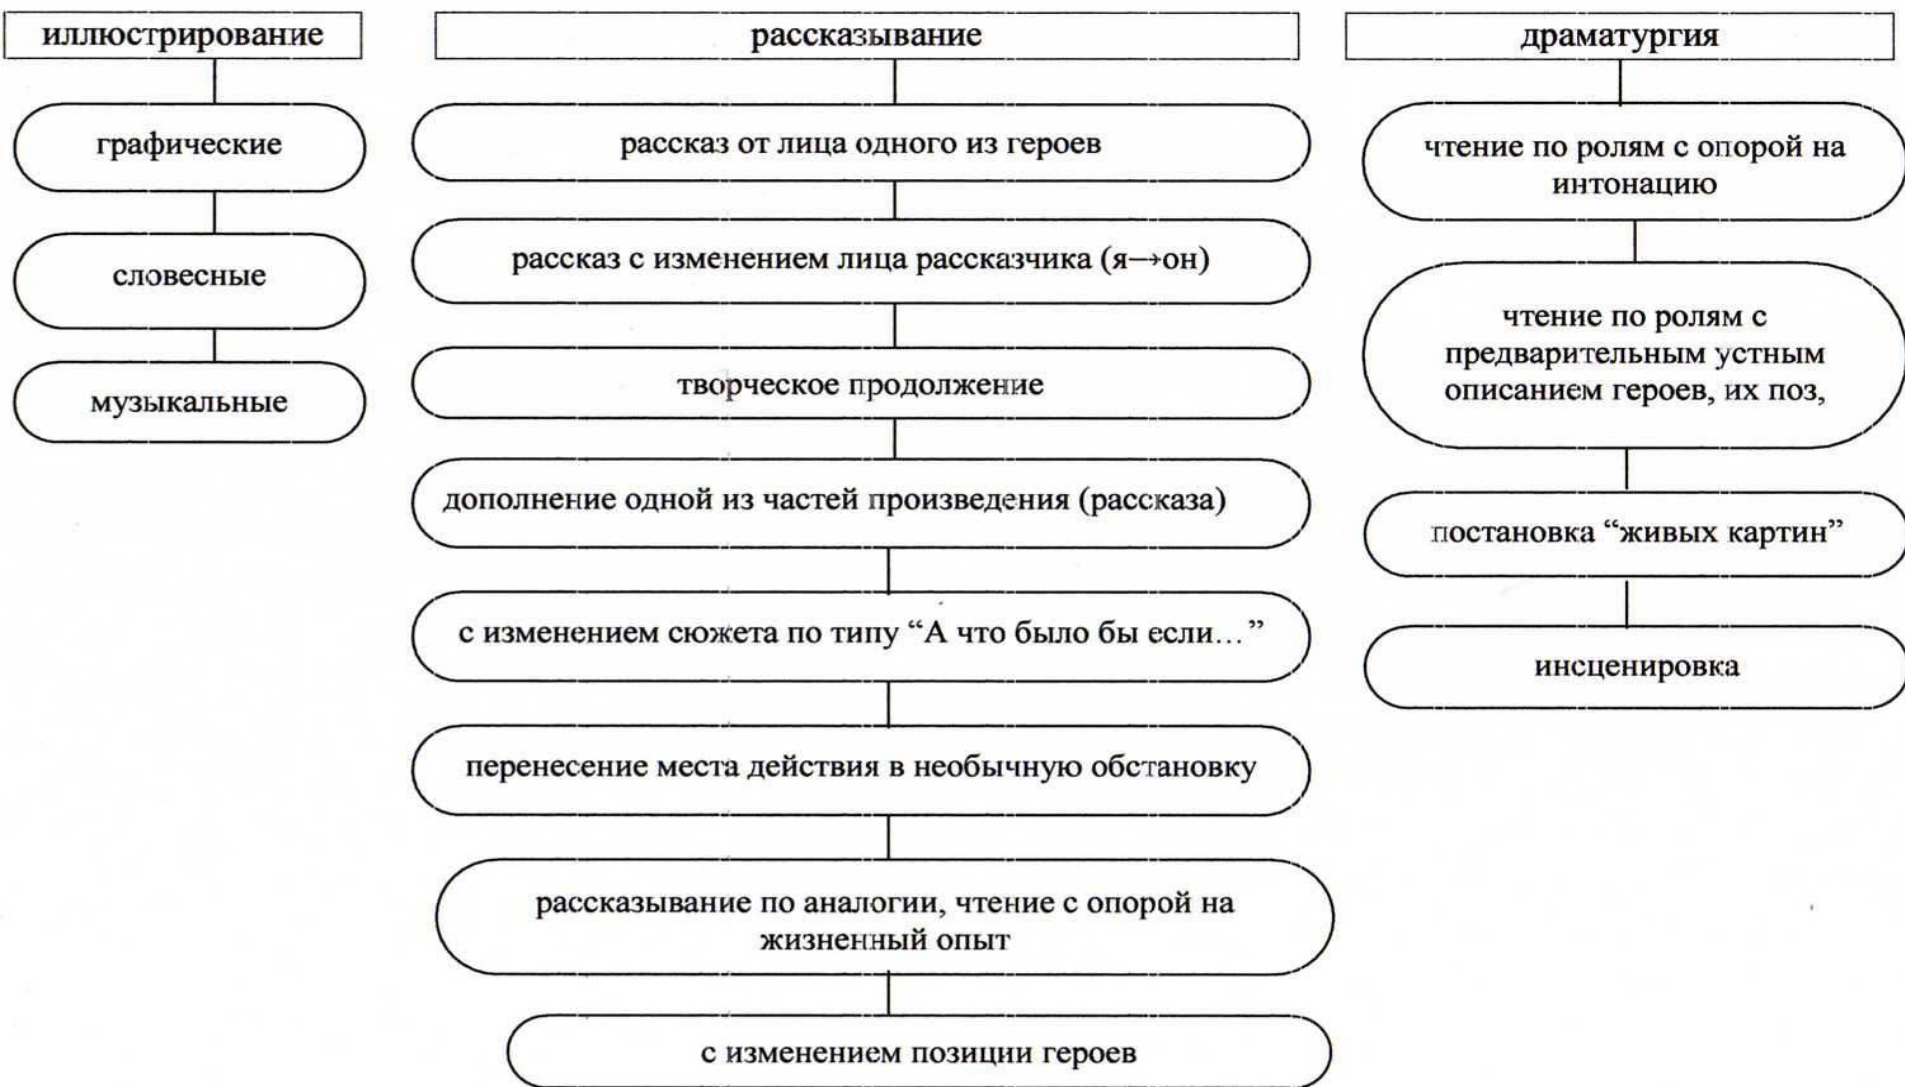 иллюстрирование
графические
словесные
музыкальные
рассказывание
рассказ от лица одного из героев
рассказ с изменением лица рассказчика (я→он)
творческое продолжение
дополнение одной из частей произведения (рассказа)
с изменением сюжета по типу “А что было бы если…”
перенесение места действия в необычную обстановку
рассказывание по аналогии, чтение с опорой на
жизненный опыт
с изменением позиции героев
драматургия
чтение по ролям с опорой на
интонацию
чтение по ролям с
предварительным устным
описанием героев, их поз,
постановка “живых картин”
инсценировка